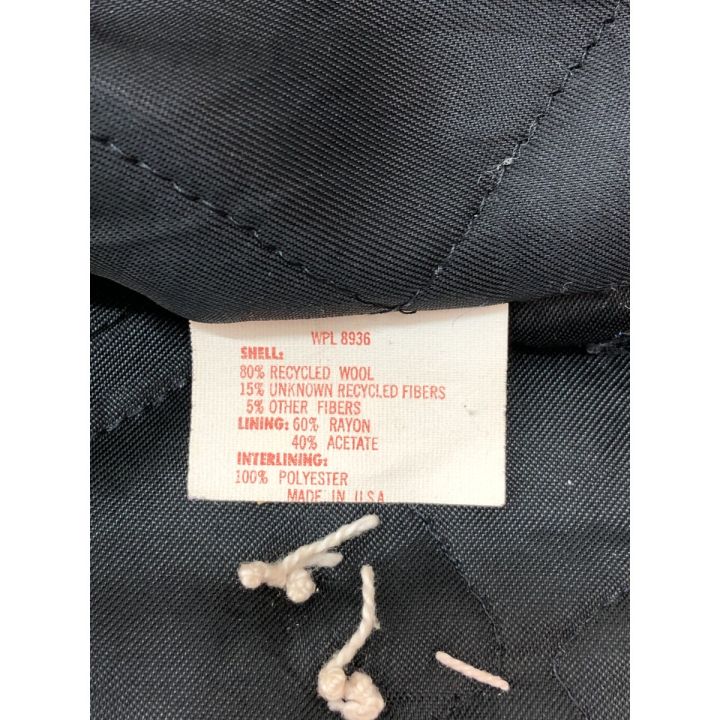 WPL 8936
SHELL:
80% RECYCLED WOOL
15% UNKNOWN RECYCLED FIBERS
5% OTHER FIBERS
LINING: 60% RAYON
40% ACETATE
INTERLINING:
100% POLYESTER
MADE IN U.S.A